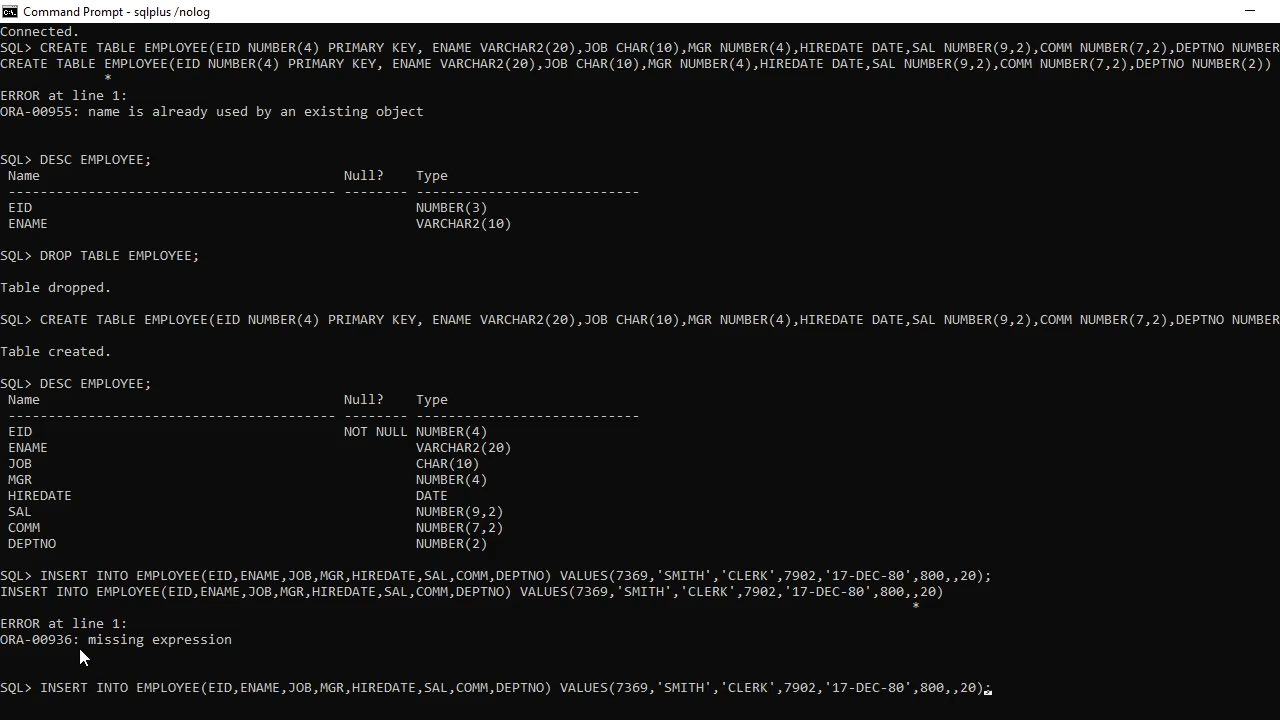 Command Prompt - sqlplus /nolog
Connected.
SQL> CREATE TABLE EMPLOYEE(EID NUMBER(4) PRIMARY KEY, ENAME VARCHAR2(20),JOB CHAR(10),MGR NUMBER(4),HIREDATE DATE,SAL NUMBER(9,2),COMM NUMBER(7,2),DEPTNO NUMBER
CREATE TABLE EMPLOYEE(EID NUMBER(4) PRIMARY KEY, ENAME VARCHAR2(20),JOB CHAR(10),MGR NUMBER(4),HIREDATE DATE,SAL NUMBER(9,2),COMM NUMBER(7,2),DEPTNO NUMBER(2))
*
ERROR at line 1:
ORA-00955: name is already used by an existing object
SQL> DESC EMPLOYEE;
Name Null? Type
----------------------------------------- -------- ----------------------------
EID NUMBER(3)
ENAME VARCHAR2(10)
SQL> DROP TABLE EMPLOYEE;
Table dropped.
SQL> CREATE TABLE EMPLOYEE(EID NUMBER(4) PRIMARY KEY, ENAME VARCHAR2(20),JOB CHAR(10),MGR NUMBER(4),HIREDATE DATE,SAL NUMBER(9,2),COMM NUMBER(7,2),DEPTNO NUMBER
Table created.
SQL> DESC EMPLOYEE;
Name Null? Type
----------------------------------------- -------- ----------------------------
EID NOT NULL NUMBER(4)
ENAME VARCHAR2(20)
JOB CHAR(10)
MGR NUMBER(4)
HIREDATE DATE
SAL NUMBER(9,2)
COMM NUMBER(7,2)
DEPTNO NUMBER(2)
SQL> INSERT INTO EMPLOYEE(EID,ENAME,JOB,MGR,HIREDATE,SAL,COMM,DEPTNO) VALUES(7369,'SMITH','CLERK',7902,'17-DEC-80',800,,20);
INSERT INTO EMPLOYEE(EID,ENAME,JOB,MGR,HIREDATE,SAL,COMM,DEPTNO) VALUES(7369,'SMITH','CLERK',7902,'17-DEC-80',800,,20)
*
ERROR at line 1:
ORA-00936: missing expression
SQL> INSERT INTO EMPLOYEE(EID,ENAME,JOB,MGR,HIREDATE,SAL,COMM,DEPTNO) VALUES(7369,'SMITH','CLERK',7902,'17-DEC-80',800,,20);